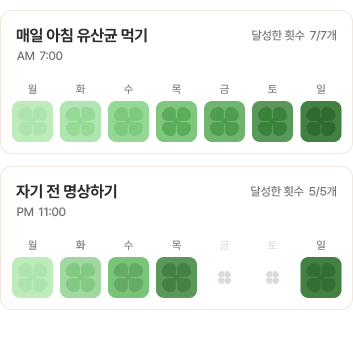 매일 아침 유산균 먹기 달성한 횟수 7/7개
AM 7:00
월 화 수 목 금 토 일
자기 전 명상하기 달성한 횟수 5/5개
PM 11:00
월 화 수 목 금 토 일